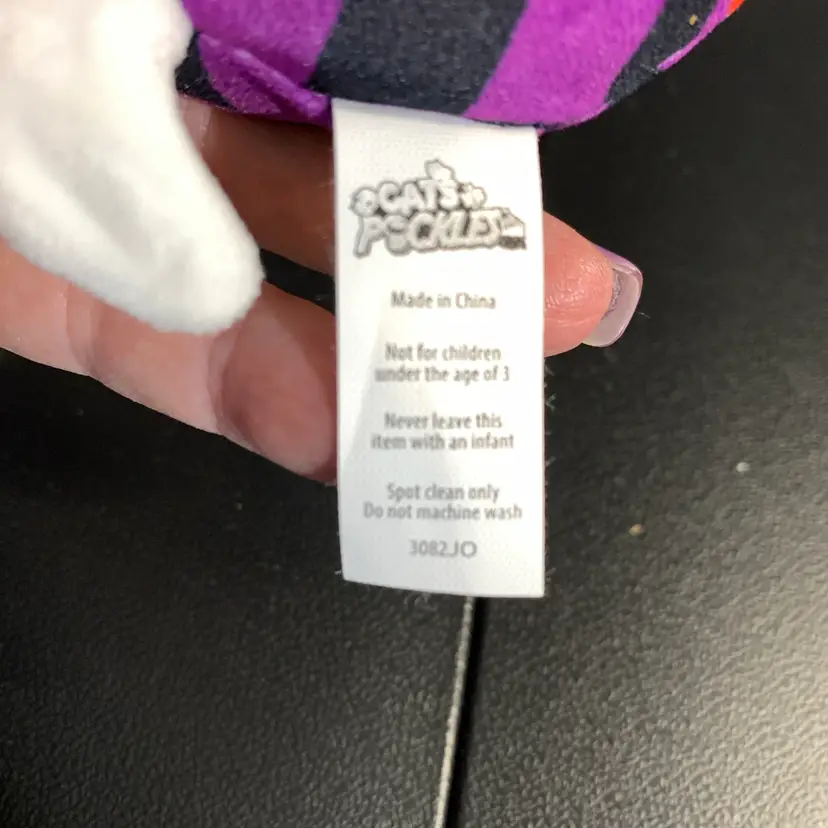 CATS
PICKLES
Made in China
Not for children
under the age of 3
Never leave this
item with an infant
Spot clean only
Do not machine wash
3082JO